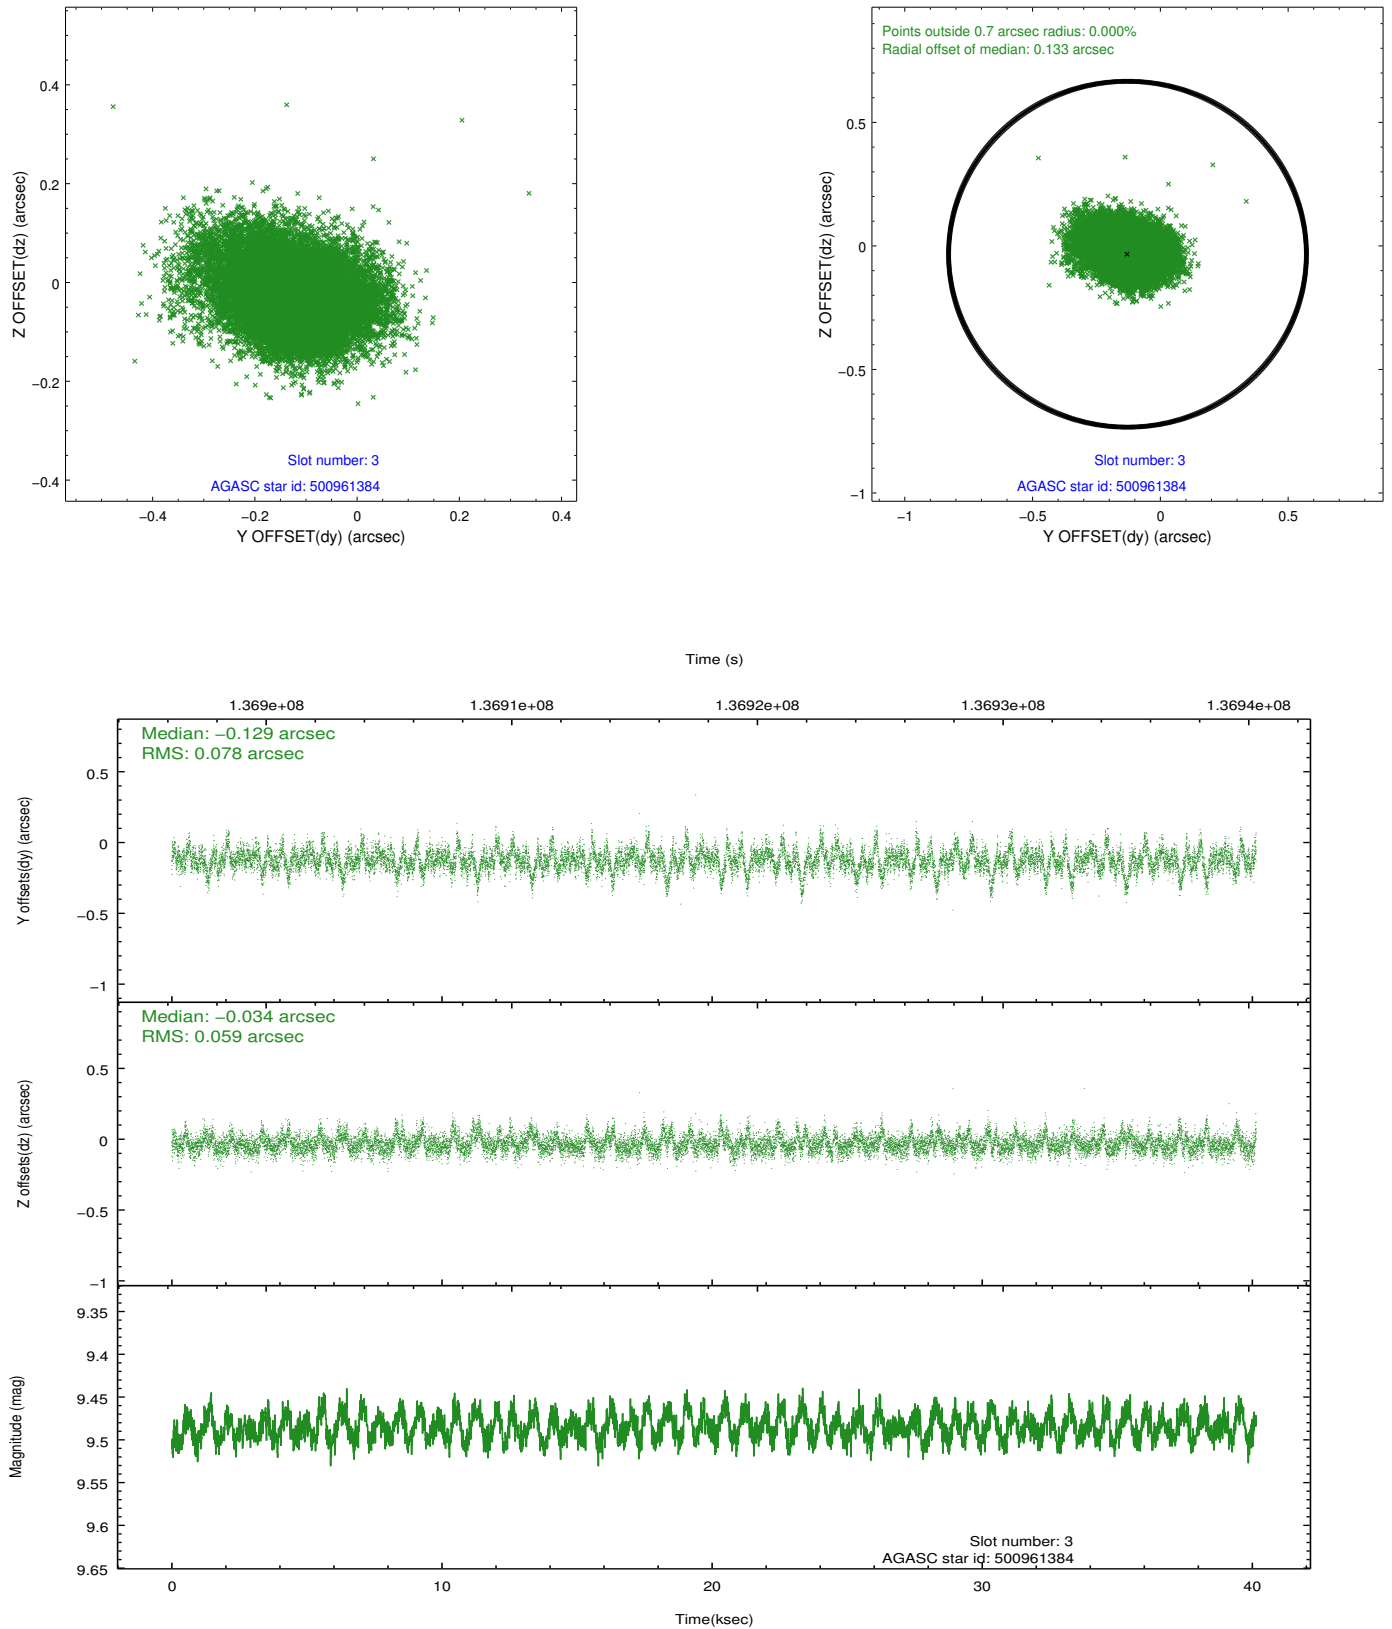 0.4
0.2
0
−0.2
−0.4
Z OFFSET(dz) (arcsec)
Slot number: 3
AGASC star id: 500961384
−0.4 −0.2 0 0.2 0.4
Y OFFSET(dy) (arcsec)
Points outside 0.7 arcsec radius: 0.000%
Radial offset of median: 0.133 arcsec
0.5
0
−0.5
−1
Z OFFSET(dz) (arcsec)
Slot number: 3
AGASC star id: 500961384
−1 −0.5 0 0.5
Y OFFSET(dy) (arcsec)
Time (s)
1.369e+08 1.3691e+08 1.3692e+08 1.3693e+08 1.3694e+08
Median: −0.129 arcsec
RMS: 0.078 arcsec
0.5
0
−0.5
−1
Y offsets(dy) (arcsec)
Median: −0.034 arcsec
RMS: 0.059 arcsec
0.5
0
−0.5
−1
Z offsets(dz) (arcsec)
9.35
9.4
9.45
9.5
9.55
9.6
9.65
Magnitude (mag)
Slot number: 3
AGASC star id: 500961384
0 10 20 30 40
Time(ksec)